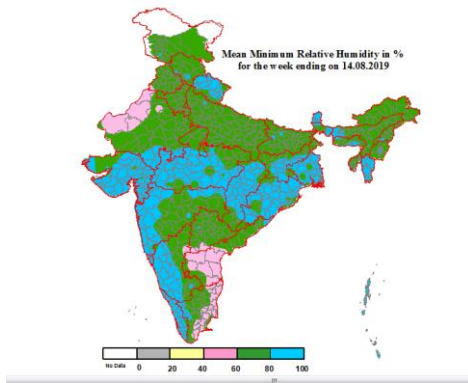 Mean Minimum Relative Humidity in %
for the week ending on 14.08.2019
No Data 0 20 40 60 80 100